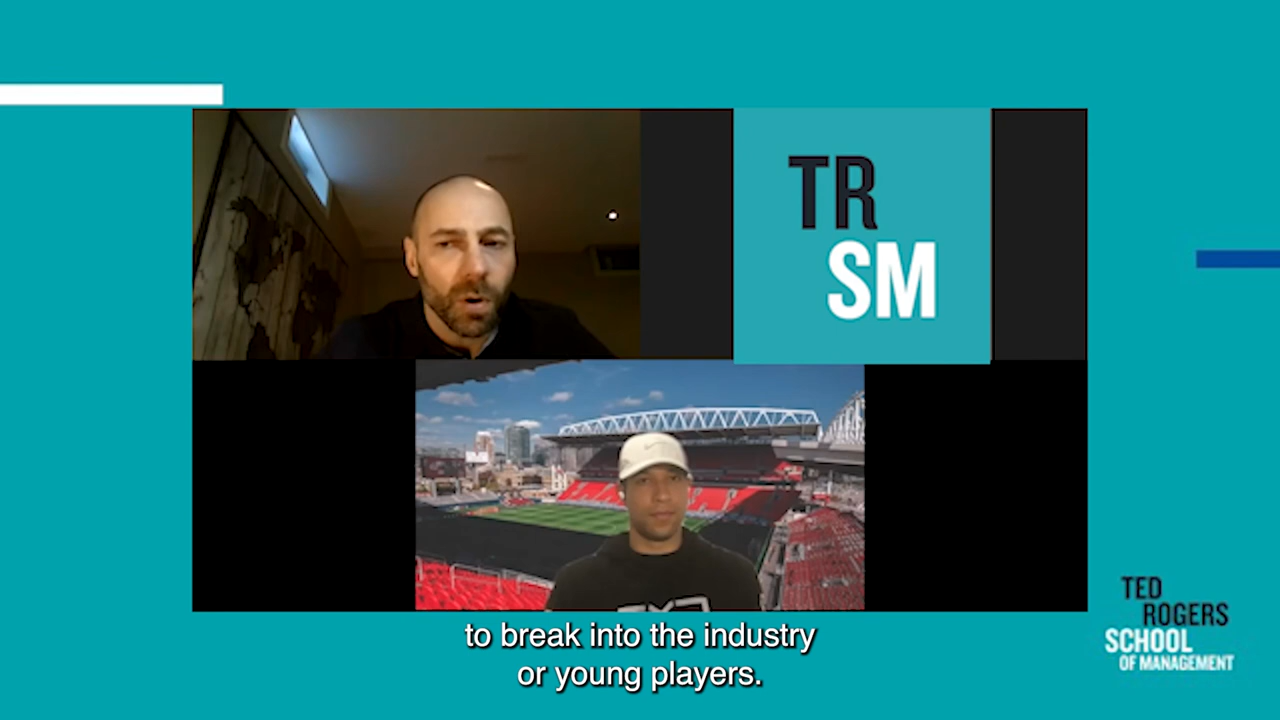 TR
SM
to break into the industry
or young players.
TED
ROGERS
SCHOOL
OF MANAGEMENT